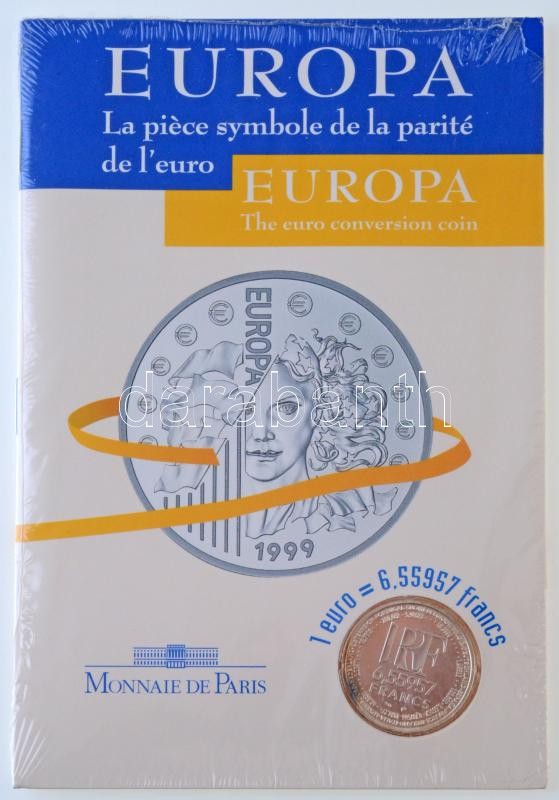 EUROPA
La pièce symbole de la parité
de l'euro
EUROPA
The euro conversion coin
EUROPA
darabanth
1999
1 euro = 6,55957 francs
RF
6.55957
FRANCS
MONNAIE DE PARIS